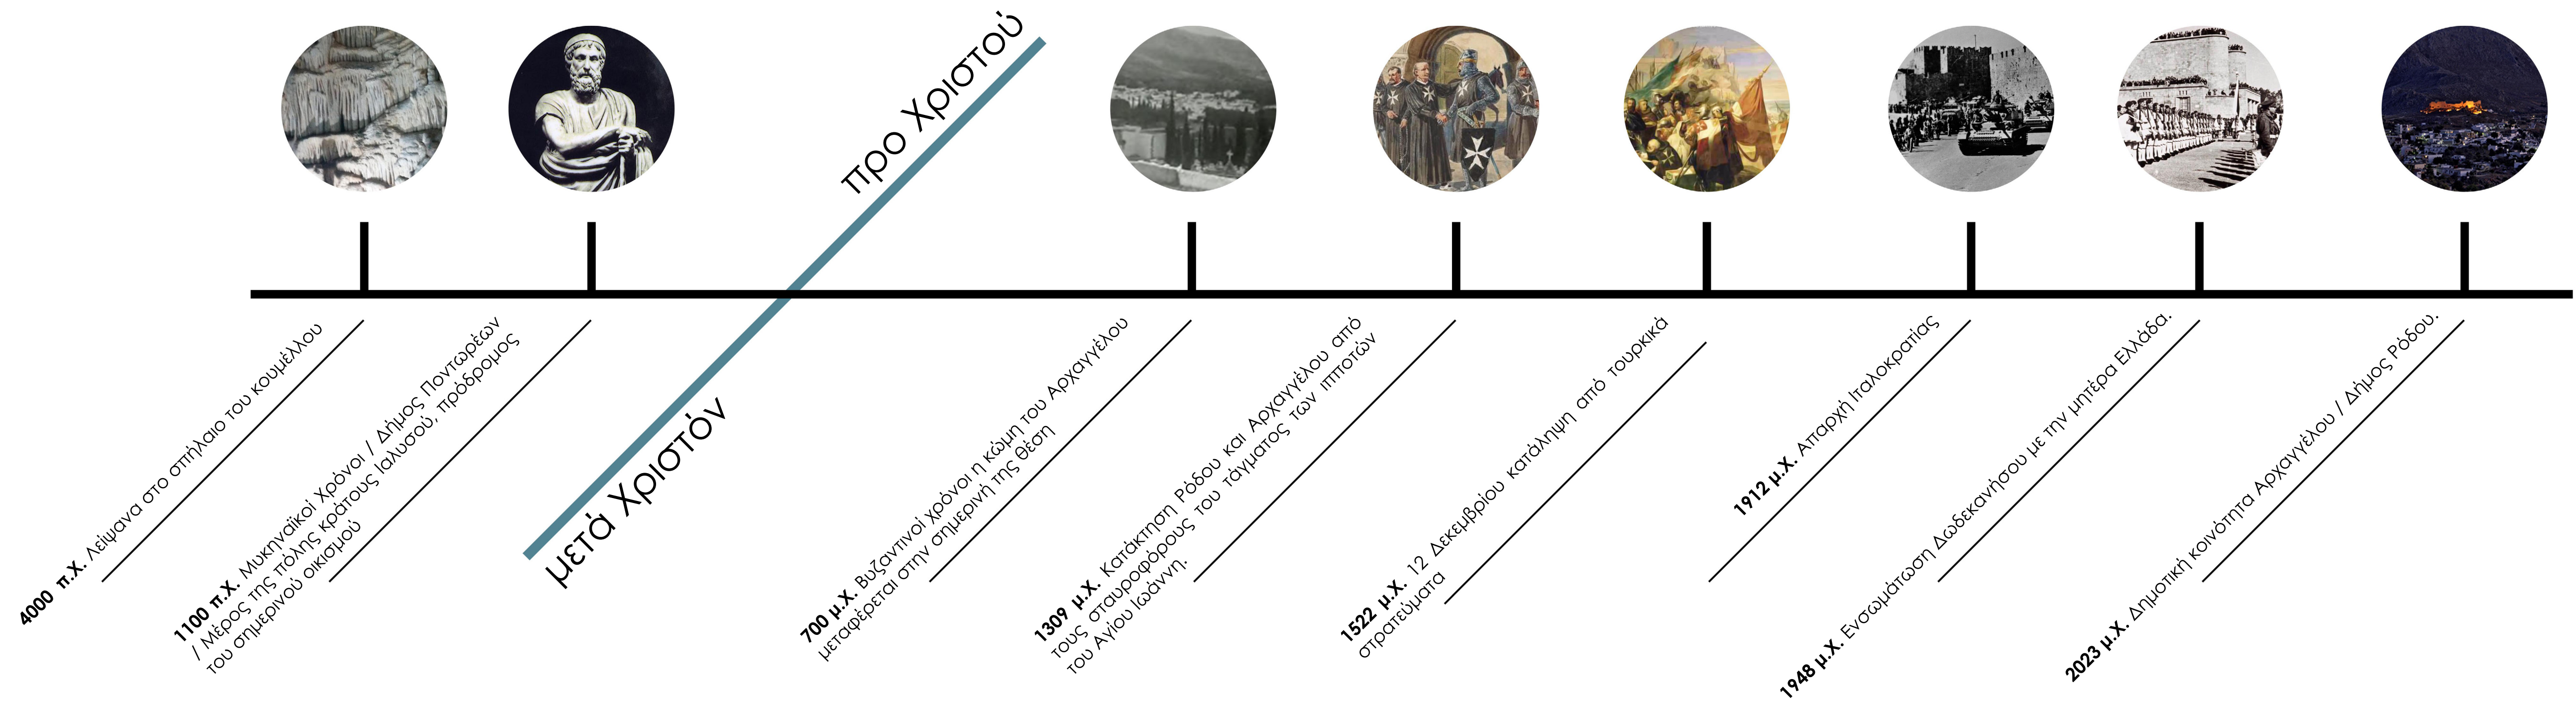 προ Χριστού
μετά Χριστόν
4000 π.Χ. Λείψανα στο σπήλαιο του κουμέλλου
1100 π.Χ. Μυκηναϊκοί Χρόνοι / Δήμος Ποντωρέων
/ Μέρος της πόλης κράτους Ιαλυσού, πρόδρομος
του σημερινού οικισμού
700 μ.Χ. Βυζαντινοί χρόνοι η κώμη του Αρχαγγέλου
μεταφέρεται στην σημερινή της θέση
1309 μ.Χ. Κατάκτηση Ρόδου και Αρχαγγέλου από
τους σταυροφόρους του τάγματος των ιπποτών
του Αγίου Ιωάννη.
1522 μ.Χ. 12 Δεκεμβρίου κατάληψη από τουρκικά
στρατεύματα
1912 μ.Χ. Απαρχή Ιταλοκρατίας
1948 μ.Χ. Ενσωμάτωση Δωδεκανήσου με την μητέρα Ελλάδα.
2023 μ.Χ. Δημοτική κοινότητα Αρχαγγέλου / Δήμος Ρόδου.